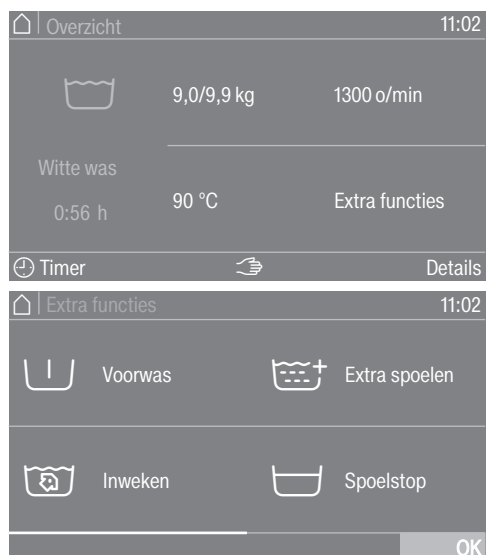 Overzicht 11:02
9,0/9,9 kg 1300 o/min
Witte was
0:56 h
90 °C Extra functies
Timer Details
Extra functies 11:02
Voorwas Extra spoelen
Inweken Spoelstop
OK